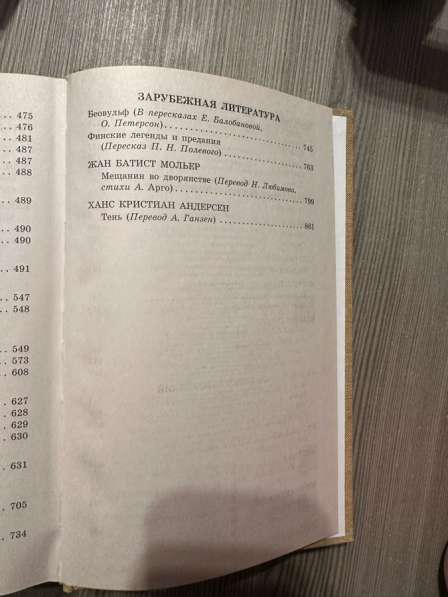 .. 475
.. 476
.. 481
.. 487
.. 487
.. 488
.. 489
.. 490
.. 490
.. 491
.. 547
.. 548
.. 549
.. 573
.. 608
. 627
. 628
. 629
. 630
. 631
. 705
. 734
ЗАРУБЕЖНАЯ ЛИТЕРАТУРА
Беовульф (В пересказах Е. Балобановой,
О. Петерсон) 745
Финские легенды и предания
(Пересказ П. Н. Полевого) 763
ЖАН БАТИСТ МОЛЬЕР
Мещанин во дворянстве (Перевод Н. Любимова,
стихи А. Арго) 799
ХАНС КРИСТИАН АНДЕРСЕН
Тень (Перевод А. Ганзен) 861